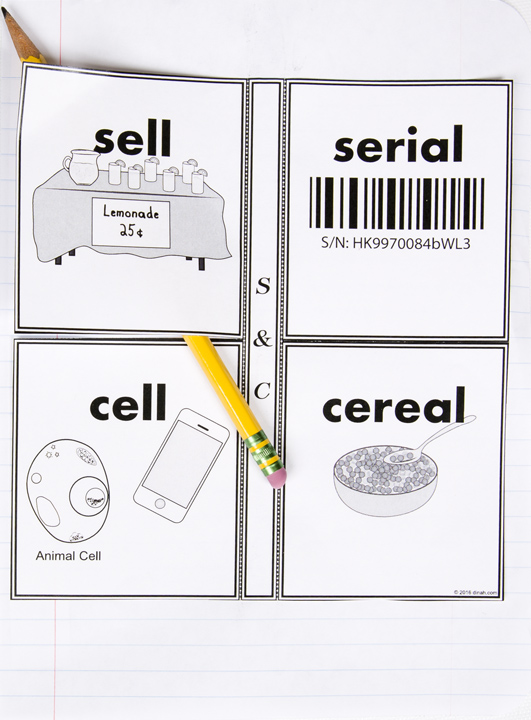 sell
Lemonade
25¢
serial
S/N: HK9970084bWL3
S
&
C
cell
Animal Cell
cereal
© 2016 dinah.com